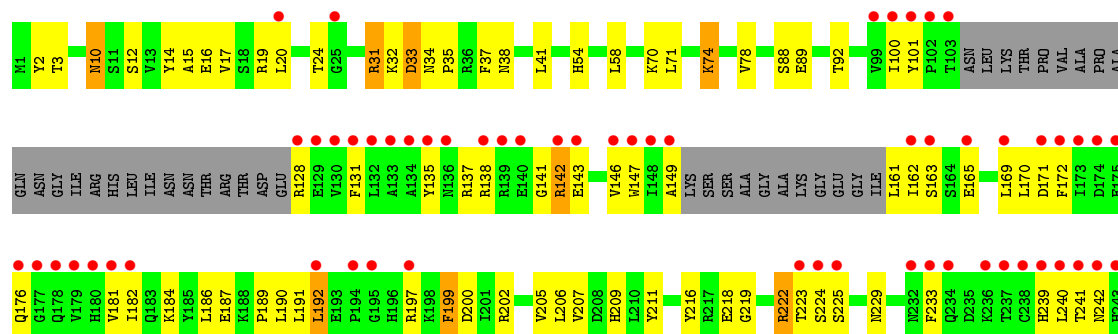 M1 Y2 T3 N10 S11 S12 V13 Y14 A15 E16 V17 S18 R19 L20 T24 G25 R31 K32 D33 N34 P35 R36 F37 N38 L41 H54 L58 K70 L71 K74 V78 S88 E89 T92 V99 I100 Y101 P102 T103 ASN LEU LYS THR PRO VAL ALA PRO ALA
GLN ASN GLY ILE ARG HIS LEU ILE ASN ASN THR ARG THR ASP GLU R128 E129 V130 F131 L132 A133 A134 Y135 N136 R137 R138 R139 E140 G141 R142 E143 V146 W147 I148 A149 LYS SER SER ALA GLY ALA LYS GLY GLU GLY ILE L161 I162 S163 S164 E165 L169 L170 D171 F172 I173 D174
Q176 G177 Q178 V179 H180 V181 I182 Q183 K184 Y185 L186 E187 K188 P189 L190 L191 L192 E193 P194 G195 H196 R197 K198 F199 D200 I201 R202 V205 L206 V207 D208 H209 L210 Y211 Y216 R217 E218 G219 R222 T223 S224 S225 N229 N232 F233 Q234 D235 K236 T237 C238 H239 L240 T241 N242